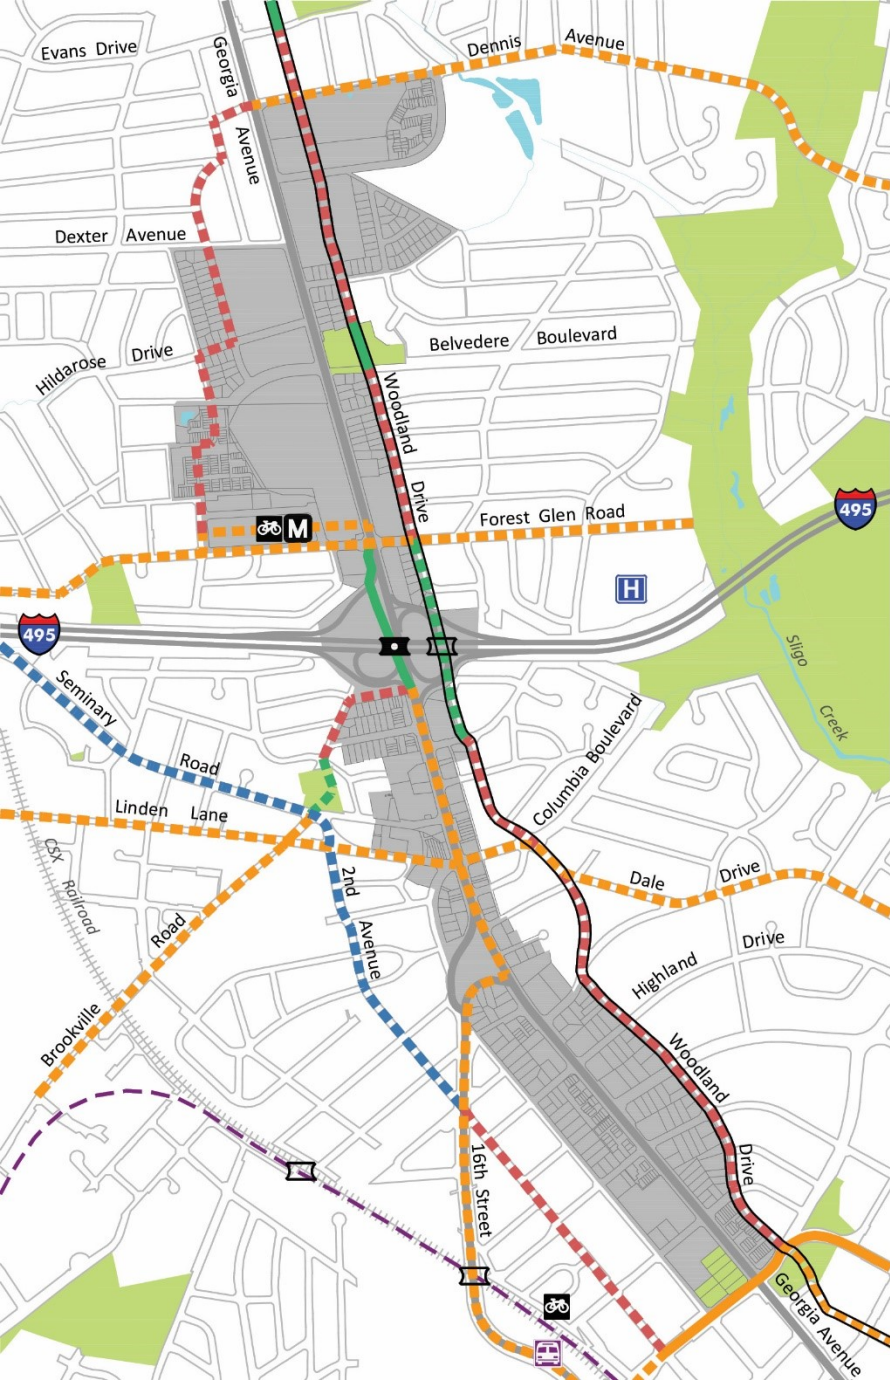 Evans Drive
Georgia
Avenue
Dennis Avenue
Dexter Avenue
Hildarose Drive
Belvedere Boulevard
Woodland
Drive
M
Forest Glen Road
495
H
495
Sligo
Creek
Seminary
Road
Columbia Boulevard
Linden Lane
CSX
Railroad
2nd
Avenue
Dale Drive
Road
Brookville
Highland Drive
Woodland
Drive
16th Street
Georgia Avenue